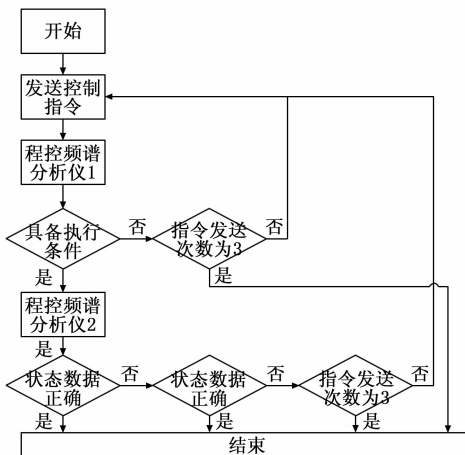 开始
发送控制
指令
程控频谱
分析仪1
具备执行
条件
否
指令发送
次数为3
否
是
是
程控频谱
分析仪2
是
状态数据
正确
否
状态数据
正确
否
指令发送
次数为3
否
是
是
是
结束